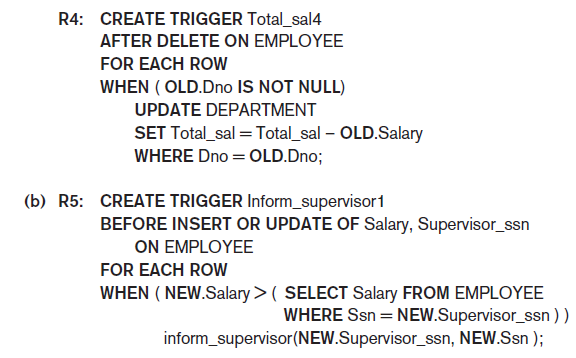 R4: CREATE TRIGGER Total_sal4
AFTER DELETE ON EMPLOYEE
FOR EACH ROW
WHEN ( OLD.Dno IS NOT NULL)
UPDATE DEPARTMENT
SET Total_sal = Total_sal – OLD.Salary
WHERE Dno = OLD.Dno;
(b) R5: CREATE TRIGGER Inform_supervisor1
BEFORE INSERT OR UPDATE OF Salary, Supervisor_ssn
ON EMPLOYEE
FOR EACH ROW
WHEN ( NEW.Salary > ( SELECT Salary FROM EMPLOYEE
WHERE Ssn = NEW.Supervisor_ssn ) )
inform_supervisor(NEW.Supervisor_ssn, NEW.Ssn );